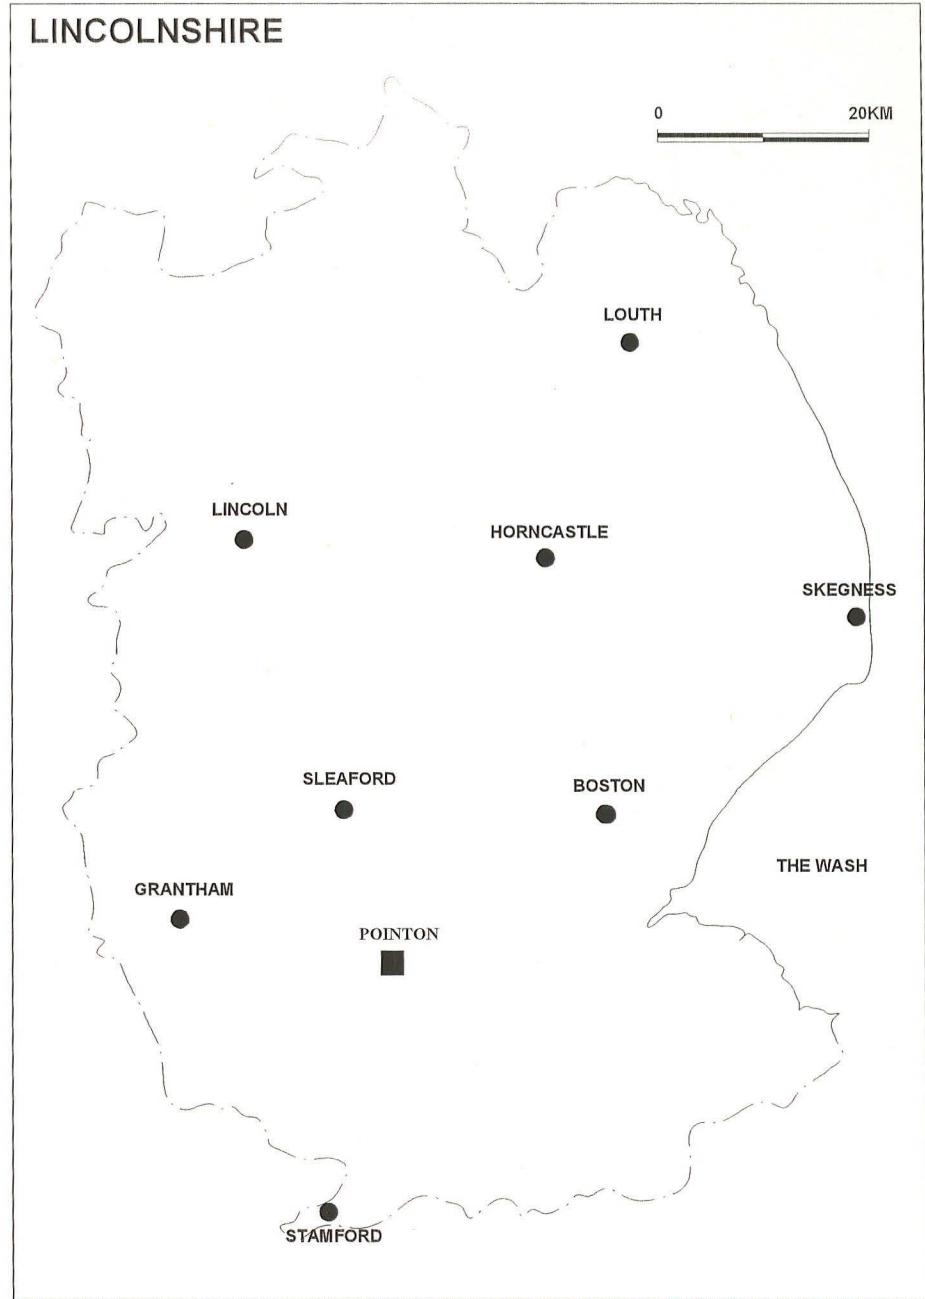 LINCOLNSHIRE
0 20KM
LOUTH
LINCOLN
HORNCASTLE
SKEGNESS
SLEAFORD
BOSTON
THE WASH
GRANTHAM
POINTON
STAMFORD